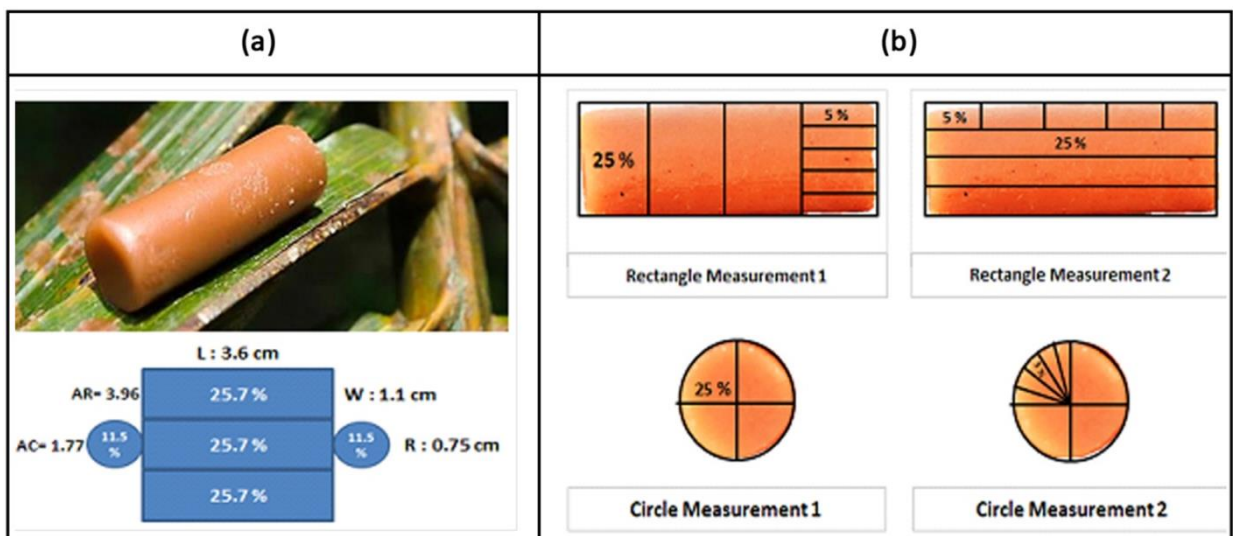 (a)
(b)
L : 3.6 cm
AR= 3.96
25.7 %
W : 1.1 cm
AC= 1.77
11.5
%
25.7 %
11.5
%
R : 0.75 cm
25.7 %
25 %
5 %
Rectangle Measurement 1
5 %
25 %
Rectangle Measurement 2
25 %
Circle Measurement 1
Circle Measurement 2